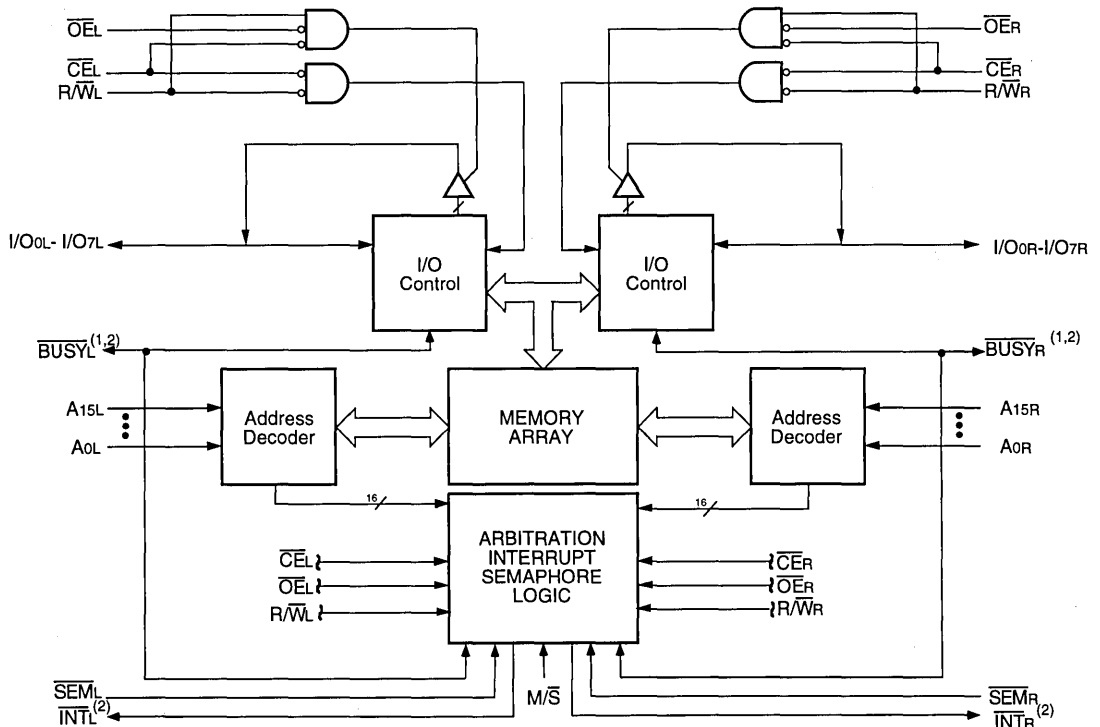 OEL
OER
CEL
CER
R/WL
R/WR
I/O0L- I/O7L
I/O Control
I/O Control
I/O0R-I/O7R
BUSYL(1,2)
BUSYR(1,2)
A15L
A0L
Address Decoder
MEMORY ARRAY
Address Decoder
A15R
A0R
16
16
ARBITRATION
INTERRUPT
SEMAPHORE
LOGIC
CEL
OEL
R/WL
CER
OER
R/WR
M/S
SEML
INTL(2)
SEMR
INTR(2)